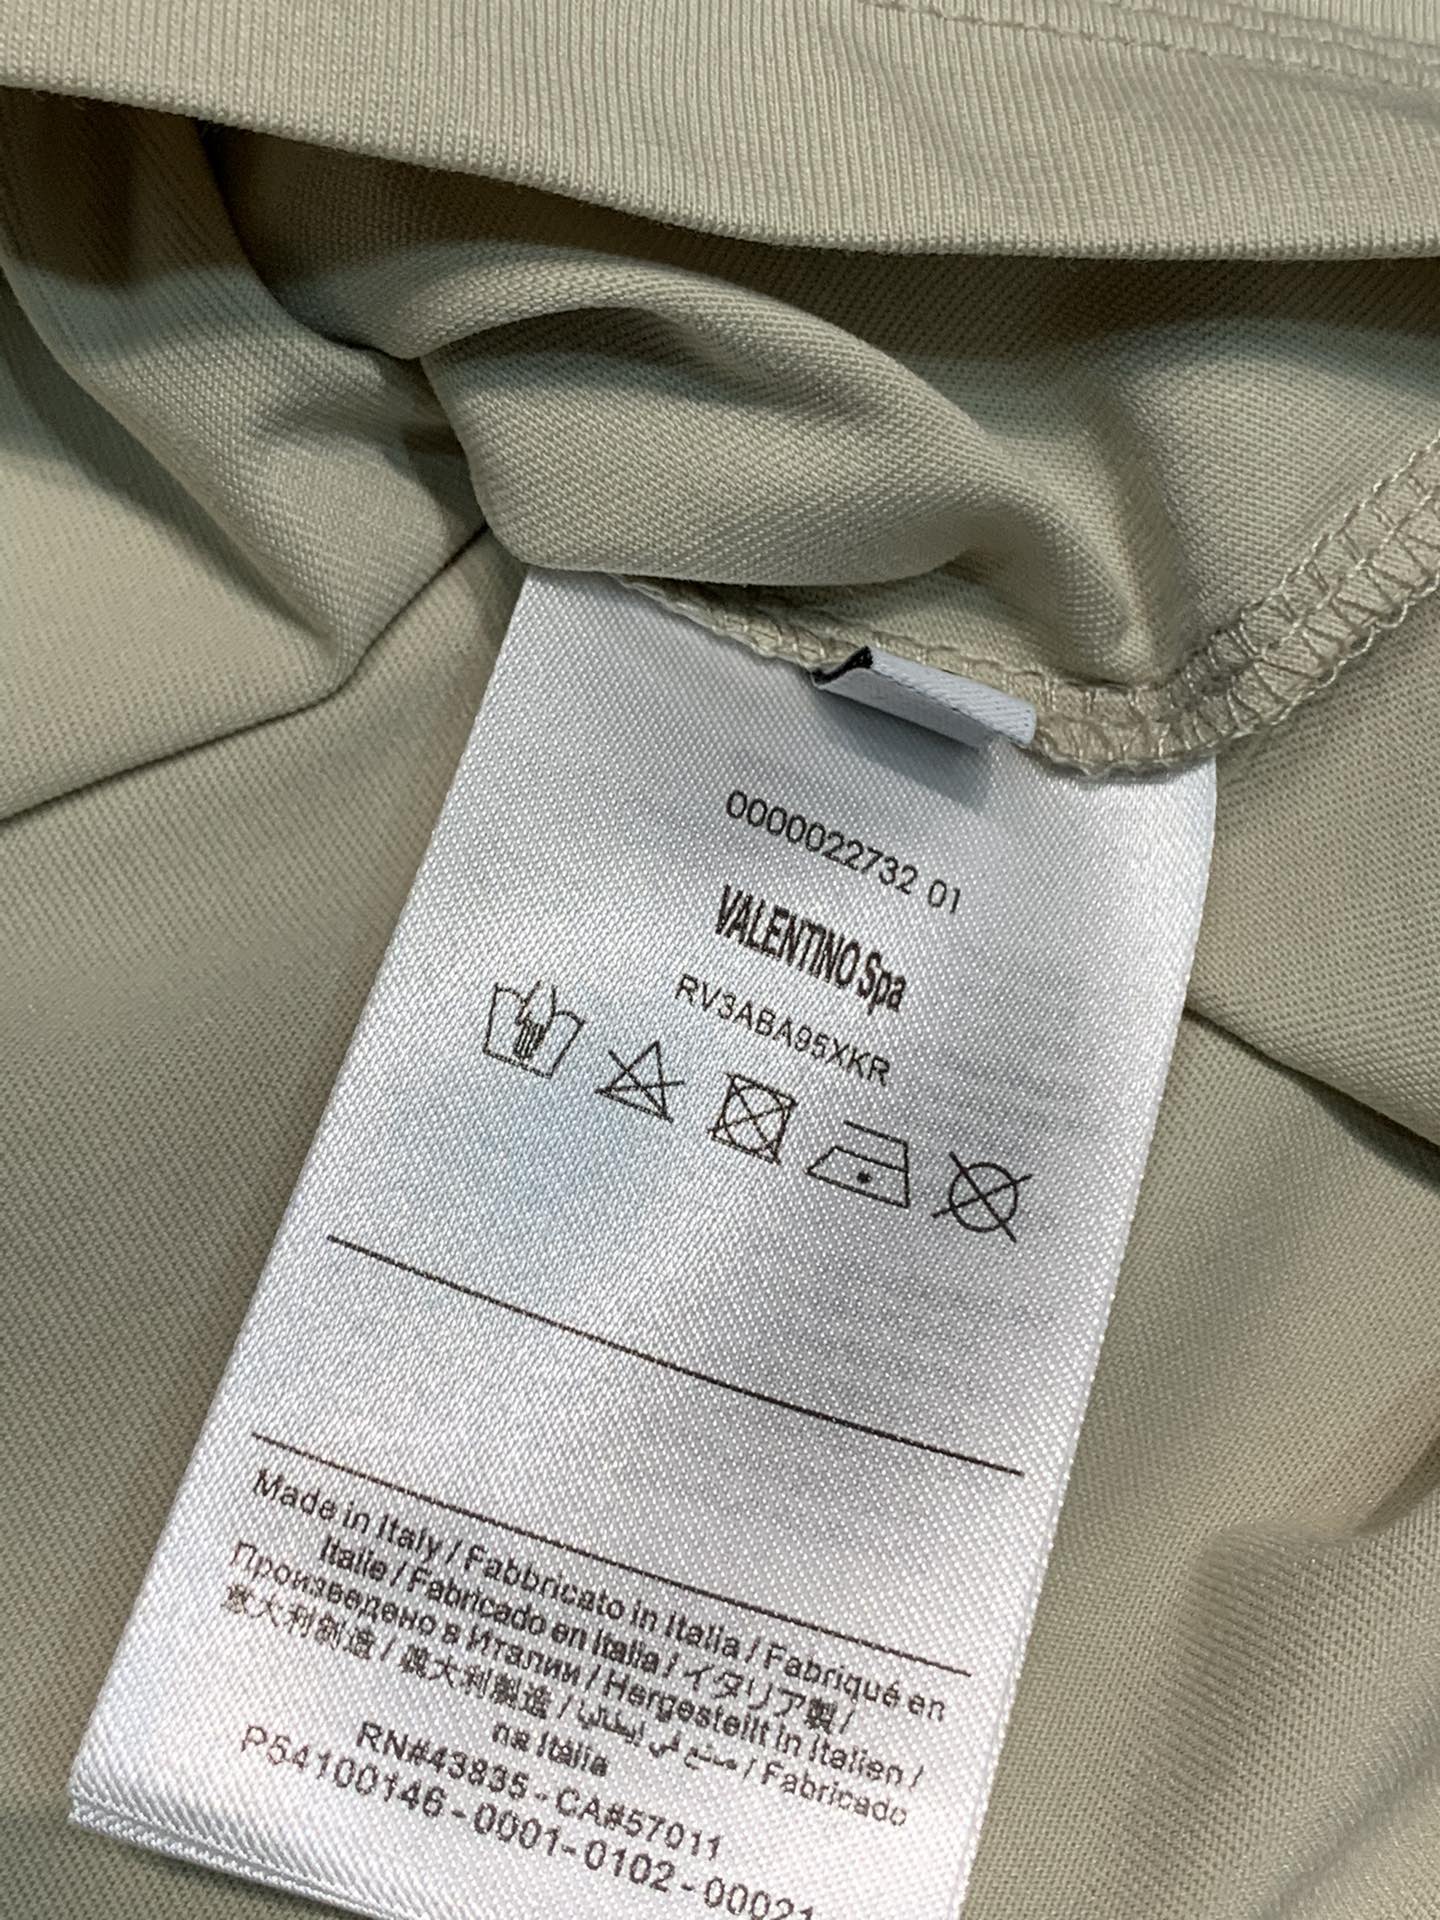 0000022732 01
VALENTINO Spa
RV3ABA95XKR
Made in Italy / Fabbricato in Italia / Fabriqué en
Italie / Fabricado en Italia / イタリア製 /
Произведено в Италии / Hergestellt in Italien /
意大利制造 / 義大利製造 / صنع في إيطاليا / Fabricado
na Itália
RN#43835 - CA#57011
P54100146 - 0001- 0102 - 00021